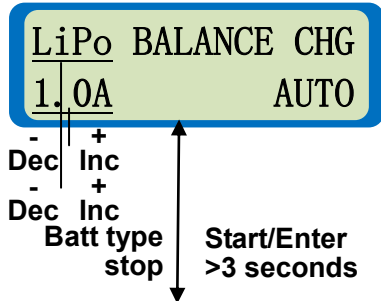 LiPo BALANCE CHG
1.0A AUTO
- +
Dec Inc
- +
Dec Inc
Batt type
stop
Start/Enter
>3 seconds